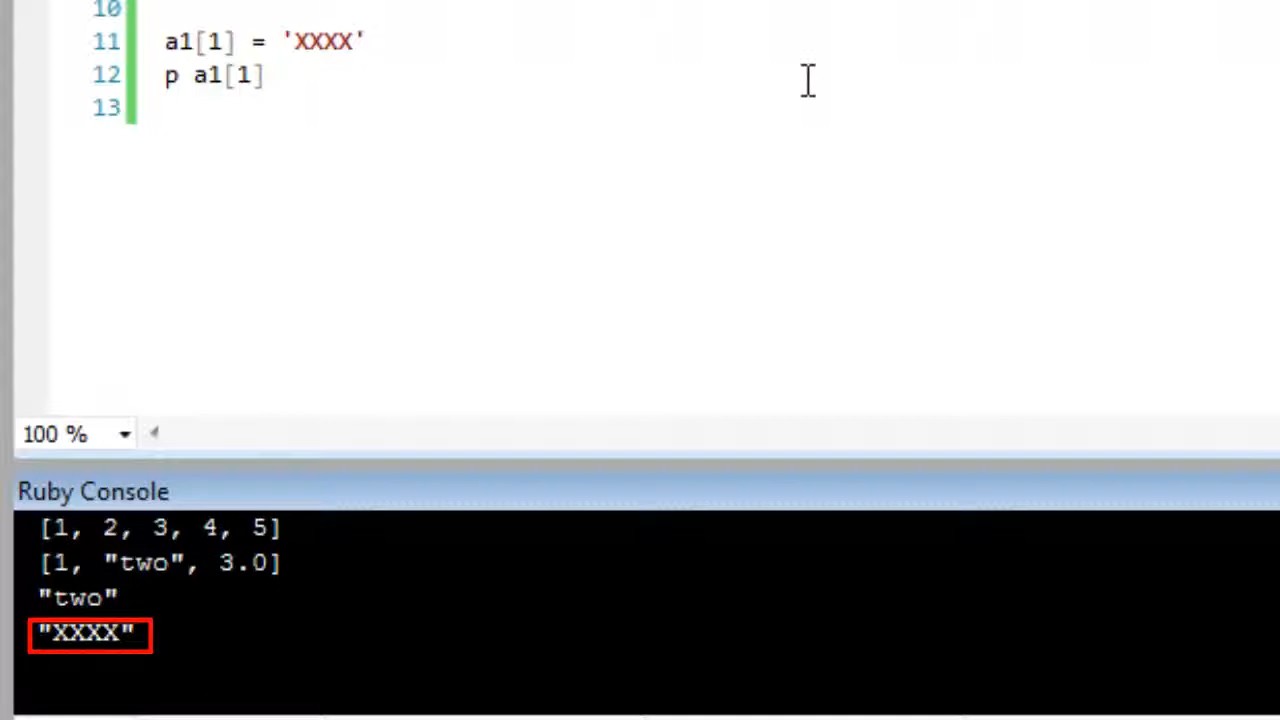 10
11 a1[1] = 'XXXX'
12 p a1[1]
13
100 %
Ruby Console
[1, 2, 3, 4, 5]
[1, "two", 3.0]
"two"
"XXXX"